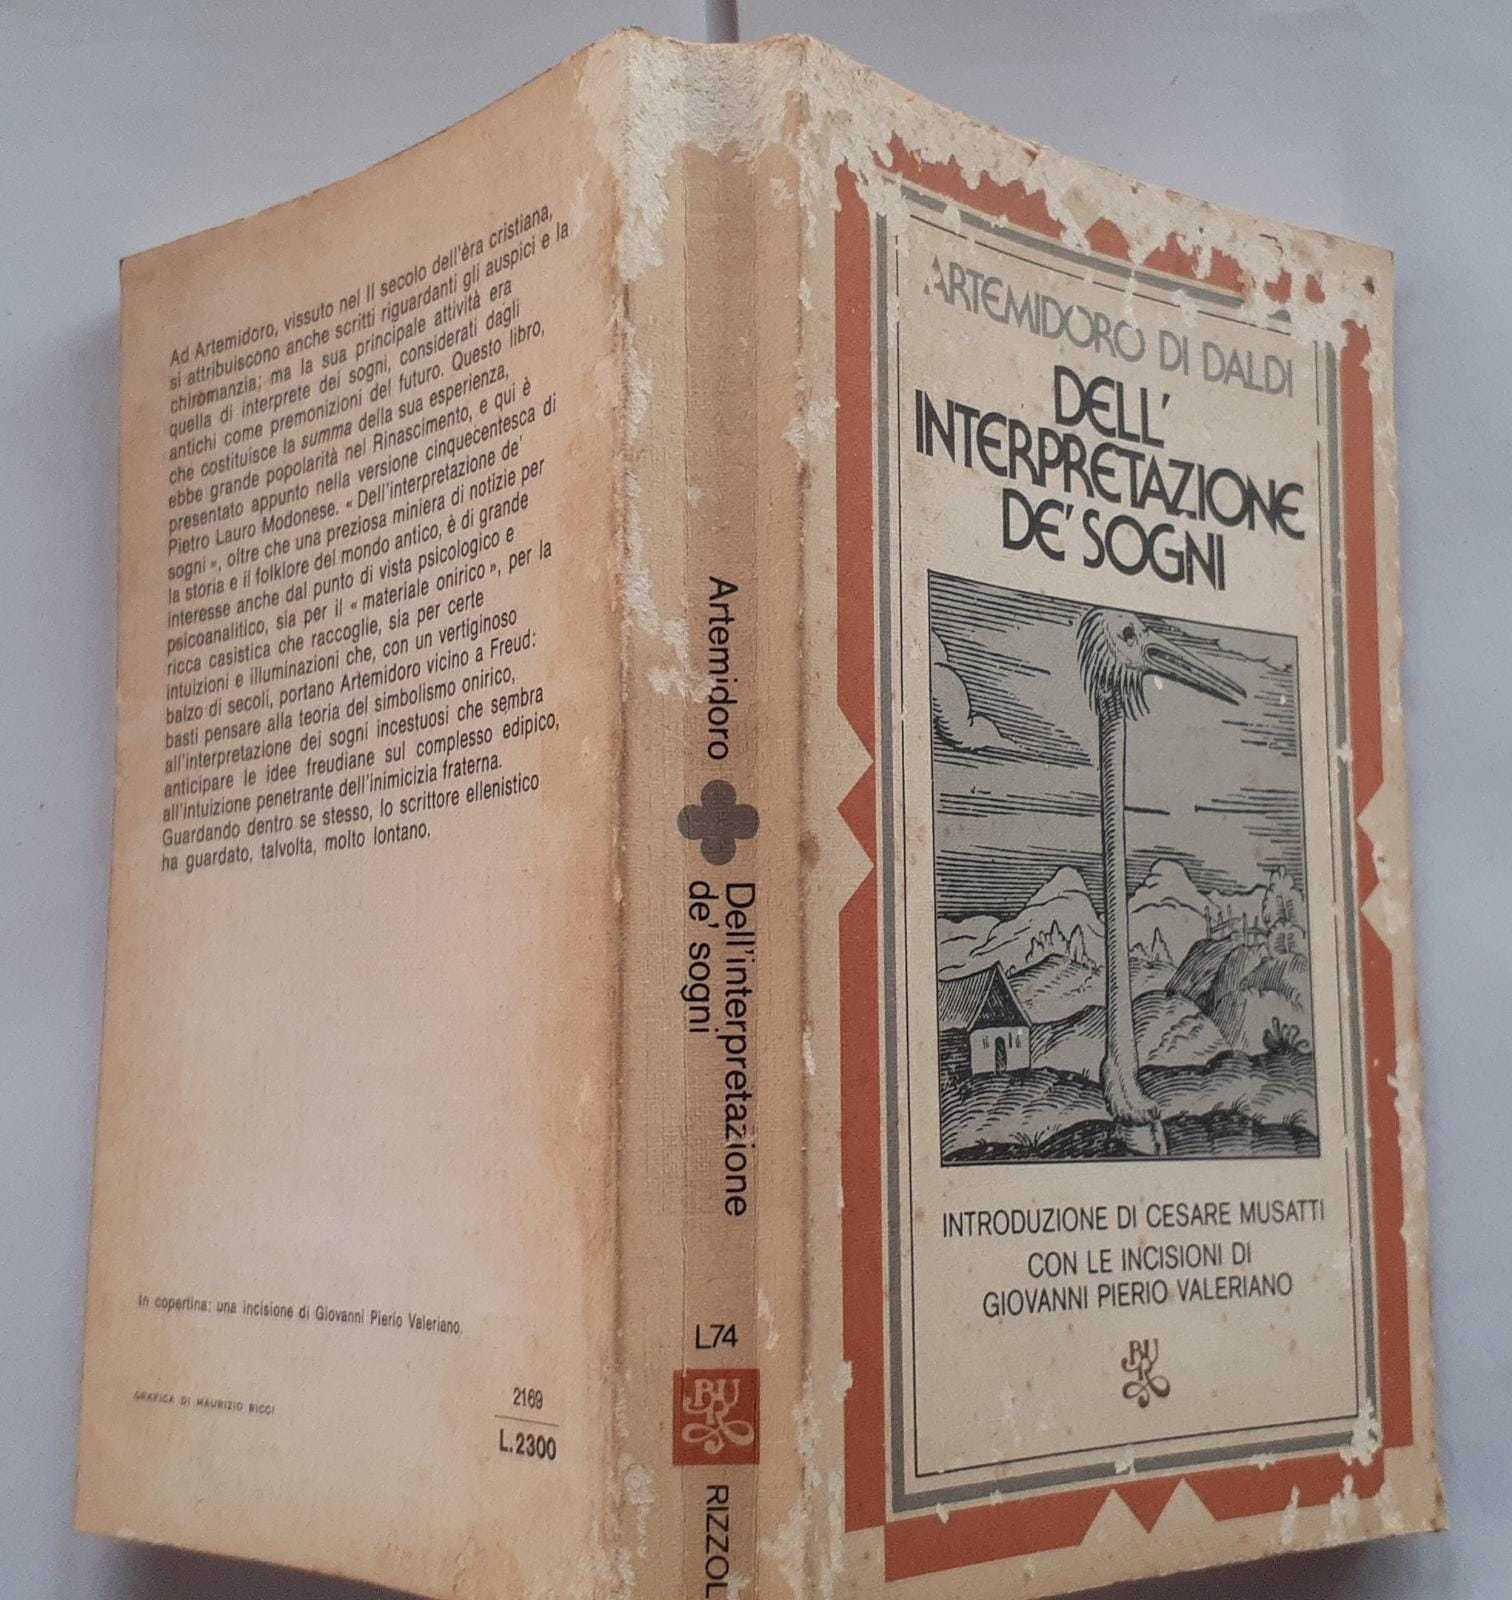 Ad Artemidoro, vissuto nel II secolo dell'èra cristiana,
si attribuiscono anche scritti riguardanti gli auspici e la
chiromanzia; ma la sua principale attività era
quella di interprete dei sogni, considerati dagli
antichi come premonizioni del futuro. Questo libro,
che costituisce la summa della sua esperienza,
ebbe grande popolarità nel Rinascimento, e qui è
presentato appunto nella versione cinquecentesca di
Pietro Lauro Modonese. « Dell'interpretazione de'
sogni », oltre che una preziosa miniera di notizie per
la storia e il folklore del mondo antico, è di grande
interesse anche dal punto di vista psicologico e
psicoanalitico, sia per il « materiale onirico », per la
ricca casistica che raccoglie, sia per certe
intuizioni e illuminazioni che, con un vertiginoso
balzo di secoli, portano Artemidoro vicino a Freud:
basti pensare alla teoria del simbolismo onirico,
all'interpretazione dei sogni incestuosi che sembra
anticipare le idee freudiane sul complesso edipico,
all'intuizione penetrante dell'inimicizia fraterna.
Guardando dentro se stesso, lo scrittore ellenistico
ha guardato, talvolta, molto lontano.
In copertina: una incisione di Giovanni Pierio Valeriano.
GRAFICA DI MAURIZIO RICCI
2169
L.2300
Artemidoro
Dell'interpretazione
de' sogni
L74
BUR
RIZZOL
ARTEMIDORO DI DALDI
DELL'
INTERPRETAZIONE
DE' SOGNI
INTRODUZIONE DI CESARE MUSATTI
CON LE INCISIONI DI
GIOVANNI PIERIO VALERIANO
BUR